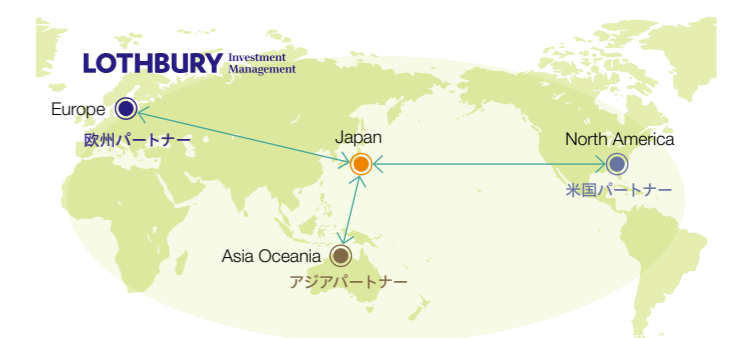 LOTHBURY Investment Management
Europe
欧州パートナー
Japan
North America
米国パートナー
Asia Oceania
アジアパートナー